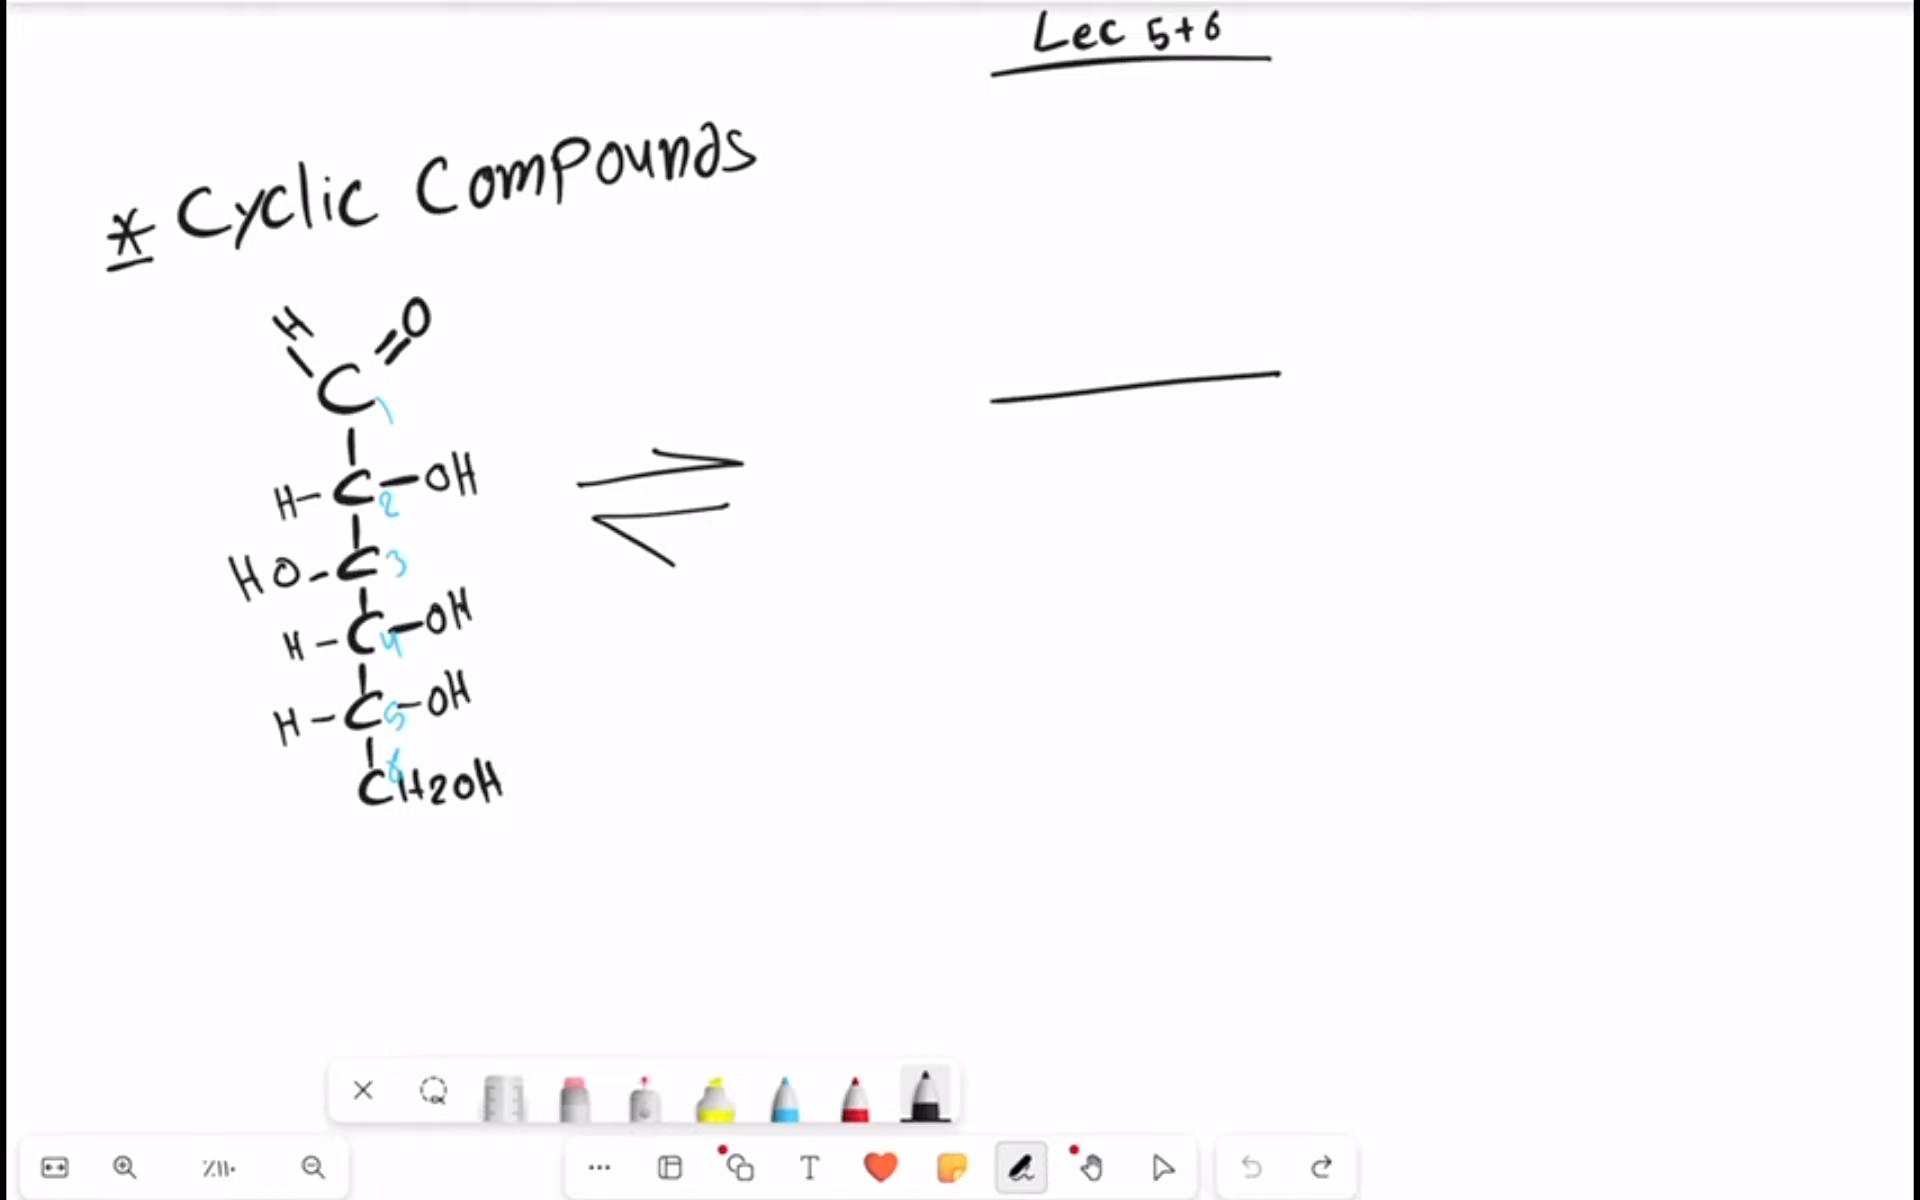 Lec 5+6
* Cyclic Compounds
H O
C 1
H-C-OH 2
HO-C 3
H-C-OH 4
H-C-OH 5
CH2OH 6
T